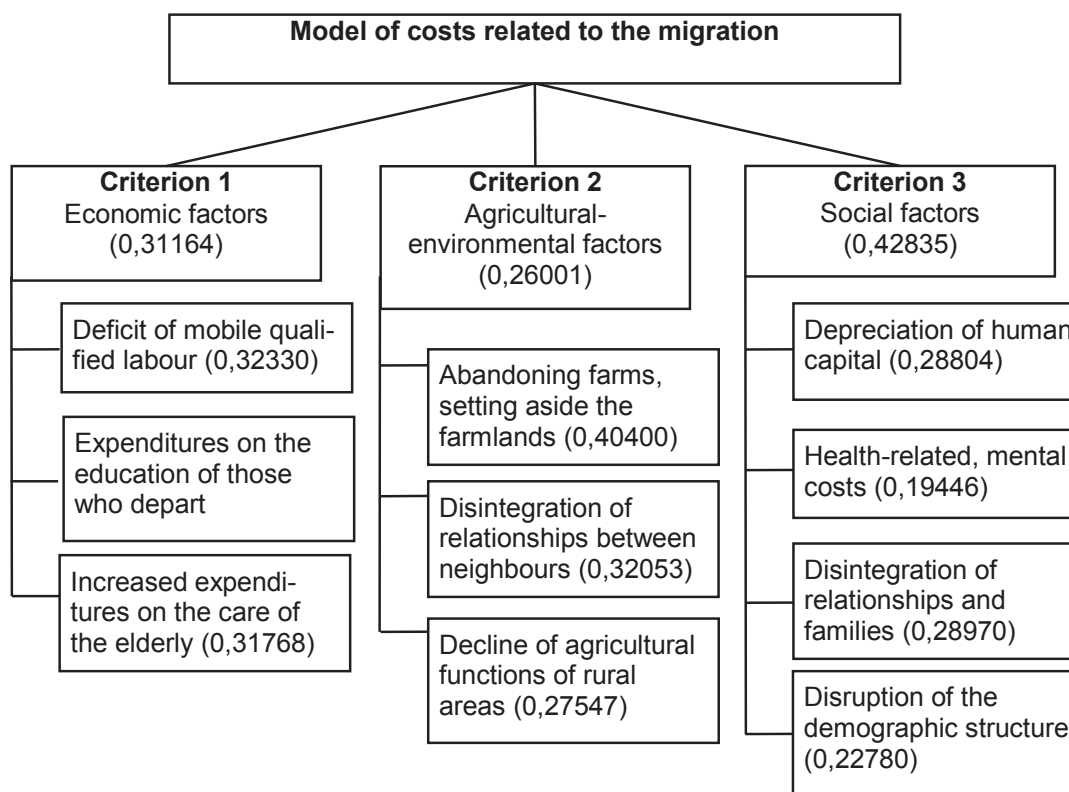 Model of costs related to the migration
Criterion 1
Economic factors
(0,31164)
Deficit of mobile quali-
fied labour (0,32330)
Expenditures on the
education of those
who depart
Increased expendi-
tures on the care of
the elderly (0,31768)
Criterion 2
Agricultural-
environmental factors
(0,26001)
Abandoning farms,
setting aside the
farmlands (0,40400)
Disintegration of
relationships between
neighbours (0,32053)
Decline of agricultural
functions of rural
areas (0,27547)
Criterion 3
Social factors
(0,42835)
Depreciation of human
capital (0,28804)
Health-related, mental
costs (0,19446)
Disintegration of
relationships and
families (0,28970)
Disruption of the
demographic structure
(0,22780)